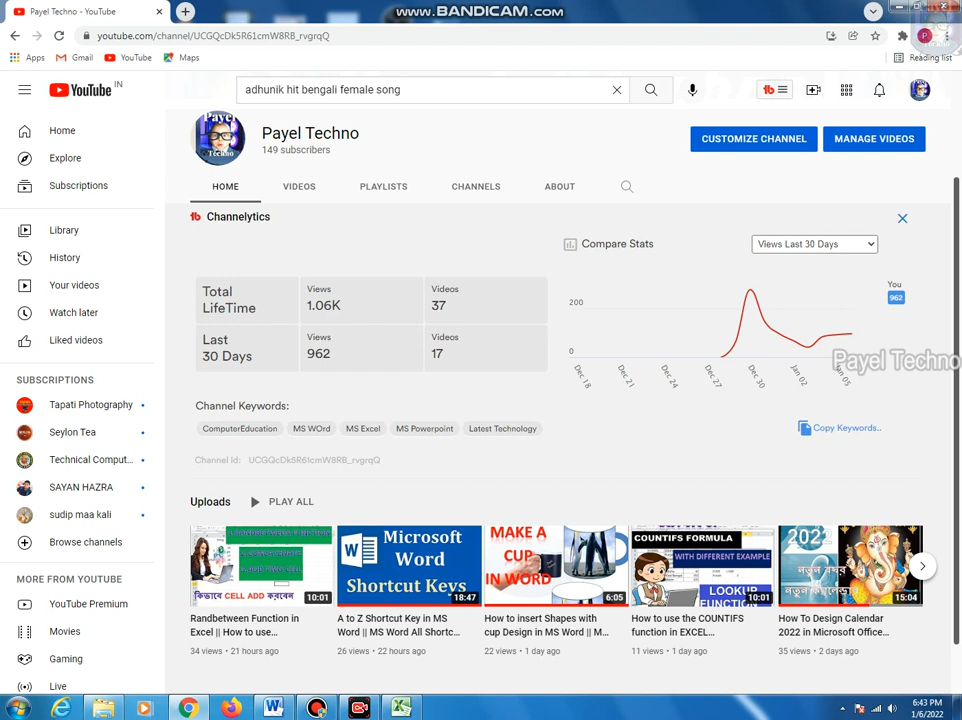 www.BANDICAM.com
Payel Techno - YouTube
youtube.com/channel/UCGQcDk5R61cmW8RB_rvgrqQ
Apps Gmail YouTube Maps Reading list
YouTube IN
adhunik hit bengali female song
Home
Explore
Subscriptions
Library
History
Your videos
Watch later
Liked videos
SUBSCRIPTIONS
Tapati Photography
Seylon Tea
Technical Comput...
SAYAN HAZRA
sudip maa kali
Browse channels
MORE FROM YOUTUBE
YouTube Premium
Movies
Gaming
Live
Payel Techno
149 subscribers
CUSTOMIZE CHANNEL MANAGE VIDEOS
HOME VIDEOS PLAYLISTS CHANNELS ABOUT
Channelytics
Compare Stats
Views Last 30 Days
Total LifeTime
Views
1.06K
Videos
37
Last 30 Days
Views
962
Videos
17
You
962
200
0
Dec 18 Dec 21 Dec 24 Dec 27 Dec 30 Jan 02 Jan 05
Payel Techno
Channel Keywords:
ComputerEducation MS WOrd MS Excel MS Powerpoint Latest Technology
Copy Keywords..
Channel Id: UCGQcDk5R61cmW8RB_rvgrqQ
Uploads PLAY ALL
কিভাবে CELL ADD করবেন
10:01
Microsoft
Word
Shortcut Keys
18:47
MAKE A
CUP
IN WORD
6:05
COUNTIFS FORMULA
WITH DIFFERENT EXAMPLE
LOOKUP
FUNCTION
10:01
2022
নতুন বছর
নতুন ক্যালেন্ডার
15:04
Randbetween Function in
Excel || How to use...
34 views • 21 hours ago
A to Z Shortcut Key in MS
Word || MS Word All Shortc...
26 views • 22 hours ago
How to insert Shapes with
cup Design in MS Word || M...
22 views • 1 day ago
How to use the COUNTIFS
function in EXCEL...
11 views • 1 day ago
How To Design Calendar
2022 in Microsoft Office...
35 views • 2 days ago
6:43 PM
1/6/2022